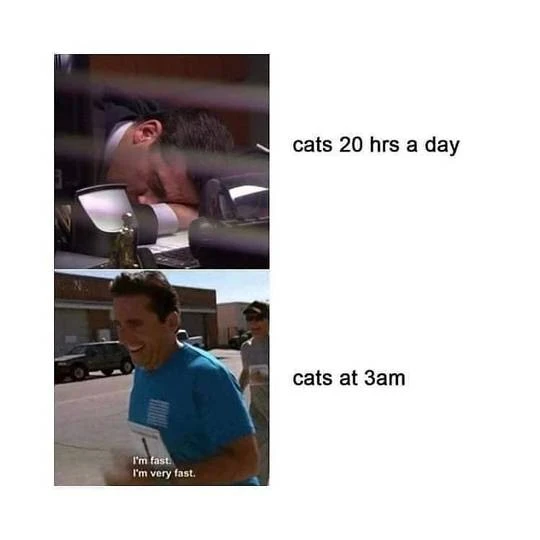 cats 20 hrs a day
cats at 3am
I'm fast.
I'm very fast.